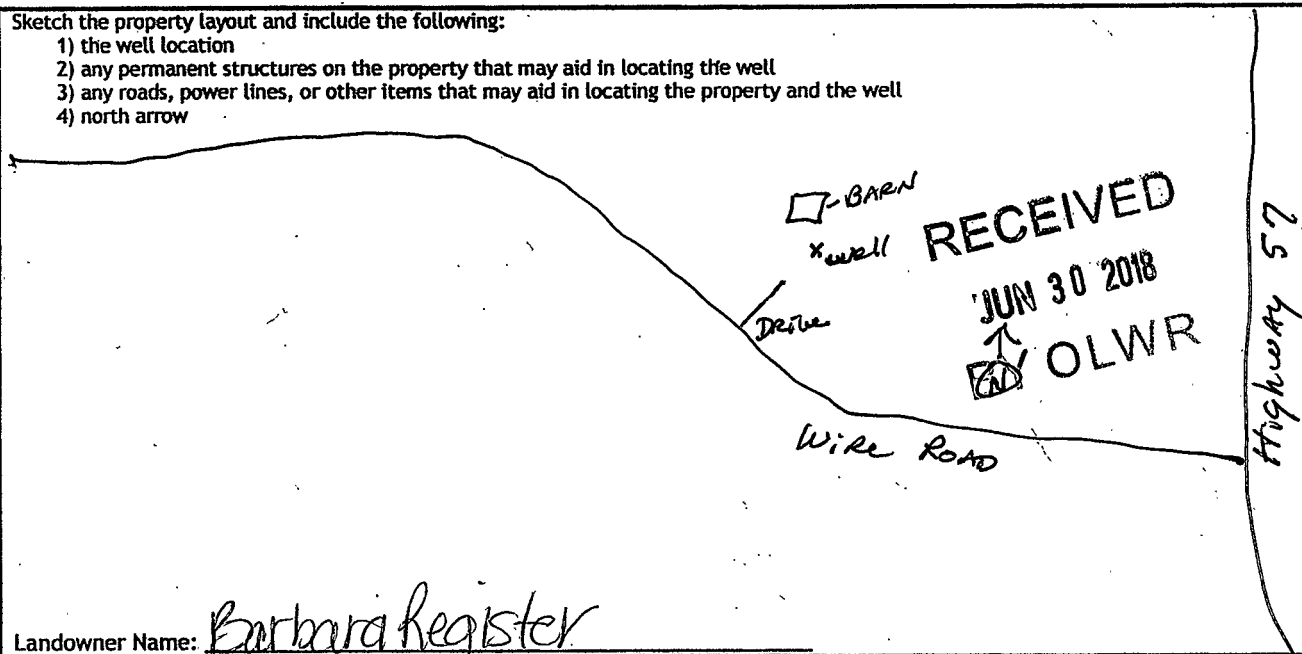 Sketch the property layout and include the following:
1) the well location
2) any permanent structures on the property that may aid in locating the well
3) any roads, power lines, or other items that may aid in locating the property and the well
4) north arrow
BARN
x well
RECEIVED
JUN 30 2018
Drive
N
OLWR
Highway 57
Wire Road
Landowner Name: Barbara Register